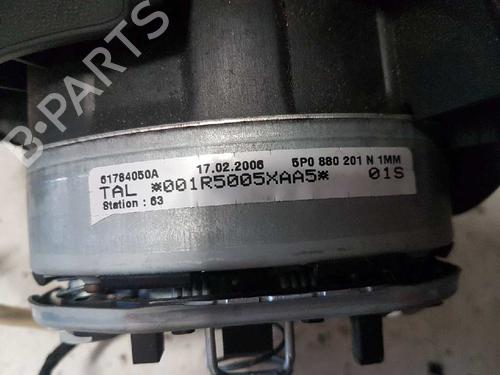 B-PARTS
61784050A 17.02.2006 5P0 880 201 N 1MM
TAL *001R5005XAA5* 01S
Station : 63